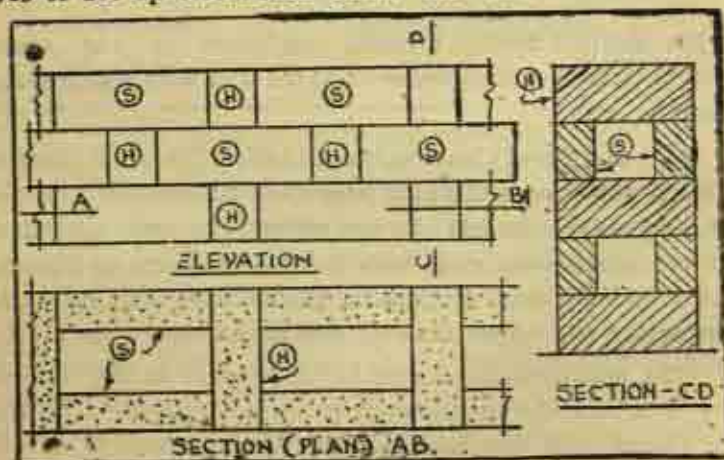 D
S H S
H
H S H S
S
A H B
ELEVATION
C
S H
SECTION-CD
SECTION (PLAN) AB.